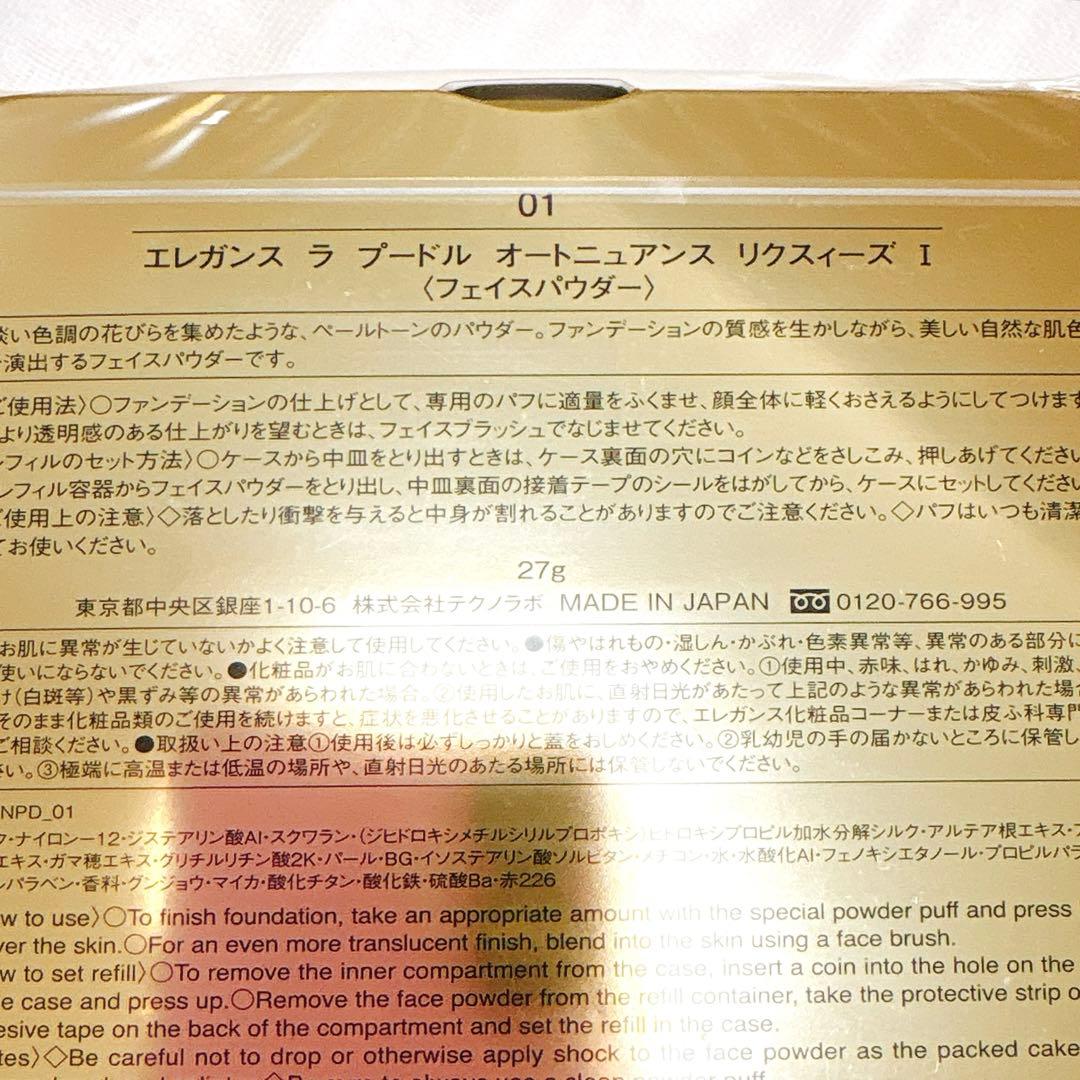 01
エレガンス ラ プードル オートニュアンス リクスィーズ I
〈フェイスパウダー〉
淡い色調の花びらを集めたような、ペールトーンのパウダー。ファンデーションの質感を生かしながら、美しい自然な肌色
演出するフェイスパウダーです。
ご使用法〉○ファンデーションの仕上げとして、専用のパフに適量をふくませ、顔全体に軽くおさえるようにしてつけます
より透明感のある仕上がりを望むときは、フェイスブラッシュでなじませてください。
フィルのセット方法〉○ケースから中皿をとり出すときは、ケース裏面の穴にコインなどをさしこみ、押しあげてください
レフィル容器からフェイスパウダーをとり出し、中皿裏面の接着テープのシールをはがしてから、ケースにセットしてください
ご使用上の注意〉◇落としたり衝撃を与えると中身が割れることがありますのでご注意ください。◇パフはいつも清潔
てお使いください。
27g
東京都中央区銀座1-10-6 株式会社テクノラボ MADE IN JAPAN 0120-766-995
お肌に異常が生じていないかよく注意して使用してください。●傷やはれもの・湿しん・かぶれ・色素異常等、異常のある部分に
使いにならないでください。●化粧品がお肌に合わないときは、ご使用をおやめください。①使用中、赤味、はれ、かゆみ、刺激、
け(白斑等)や黒ずみ等の異常があらわれた場合。②使用したお肌に、直射日光があたって上記のような異常があらわれた場合
そのまま化粧品類のご使用を続けますと、症状を悪化させることがありますので、エレガンス化粧品コーナーまたは皮ふ科専門
ご相談ください。●取扱い上の注意①使用後は必ずしっかりと蓋をおしめください。②乳幼児の手の届かないところに保管し
い。③極端に高温または低温の場所や、直射日光のあたる場所には保管しないでください。
NPD_01
ク・ナイロン-12・ジステアリン酸Al・スクワラン・(ジヒドロキシメチルシリルプロポキシ)ヒドロキシプロピル加水分解シルク・アルテア根エキス・
エキス・ガマ穂エキス・グリチルリチン酸2K・パール・BG・イソステアリン酸ソルビタン・メチコン・水・水酸化Al・フェノキシエタノール・プロピルパラ
ルパラベン・香料・グンジョウ・マイカ・酸化チタン・酸化鉄・硫酸Ba・赤226
w to use〉○To finish foundation, take an appropriate amount with the special powder puff and press
ver the skin.○For an even more translucent finish, blend into the skin using a face brush.
w to set refill〉○To remove the inner compartment from the case, insert a coin into the hole on the
e case and press up.○Remove the face powder from the refill container, take the protective strip o
esive tape on the back of the compartment and set the refill in the case.
tes〉◇Be careful not to drop or otherwise apply shock to the face powder as the packed cake